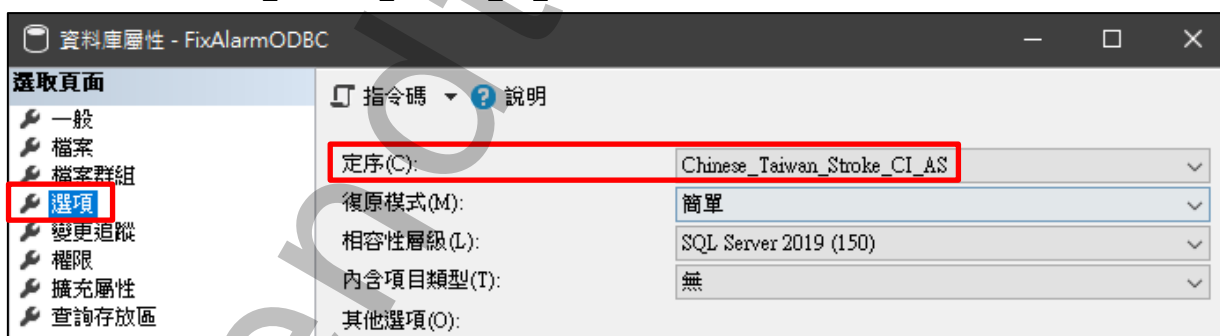 資料庫屬性 - FixAlarmODBC
選取頁面
一般
檔案
檔案群組
選項
變更追蹤
權限
擴充屬性
查詢存放區
指令碼 說明
定序(C): Chinese_Taiwan_Stroke_CI_AS
復原模式(M): 簡單
相容性層級(L): SQL Server 2019 (150)
內含項目類型(T): 無
其他選項(O):